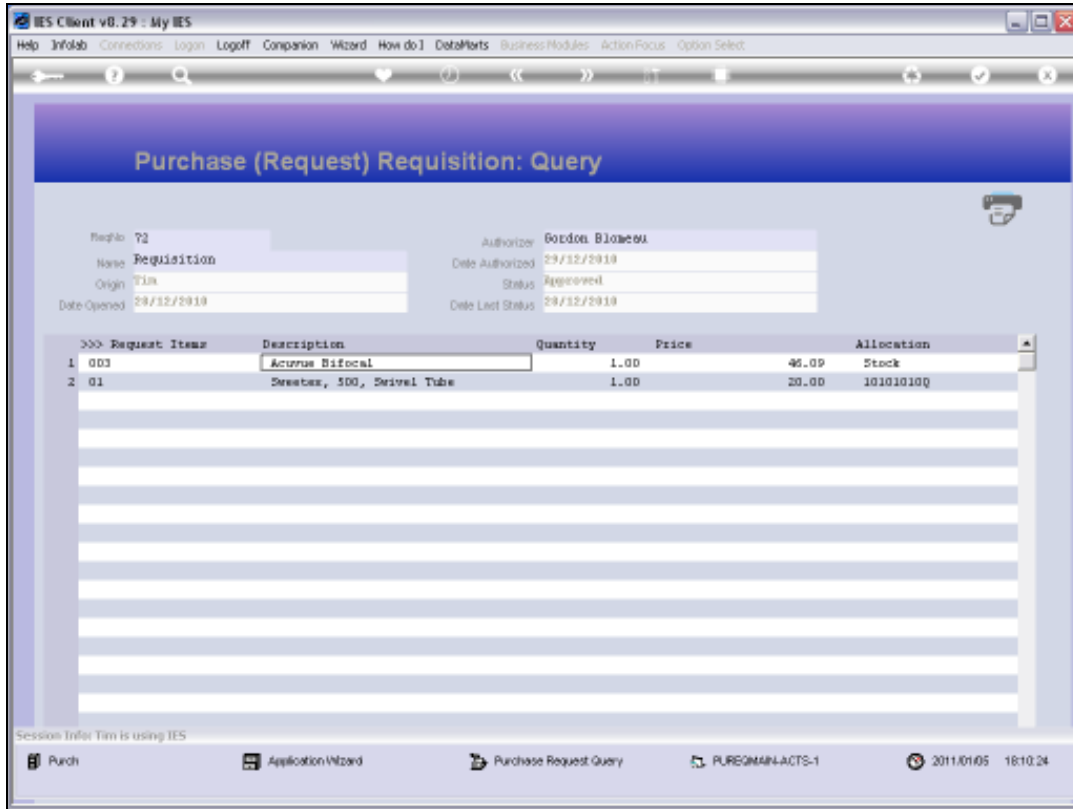 IES Client v8.29 : My IES
Help Infolab Connections Logon Logoff Companion Wizard How do I DataMarts Business Modules Action Focus Option Select
Purchase (Request) Requisition: Query
ReqNo 72
Name Requisition
Origin Tim
Date Opened 28/12/2010
Authorizer Gordon Blomeau
Date Authorized 29/12/2010
Status Approved
Date Last Status 28/12/2010
>>> Request Items Description Quantity Price Allocation
1 003 Acuvue Bifocal 1.00 46.09 Stock
2 01 Sweetex, 500, Swivel Tube 1.00 20.00 10101010Q
Session Info: Tim is using IES
Purch Application Wizard Purchase Request Query PUREQMAIN-ACTS-1 2011/01/05 18:10:24